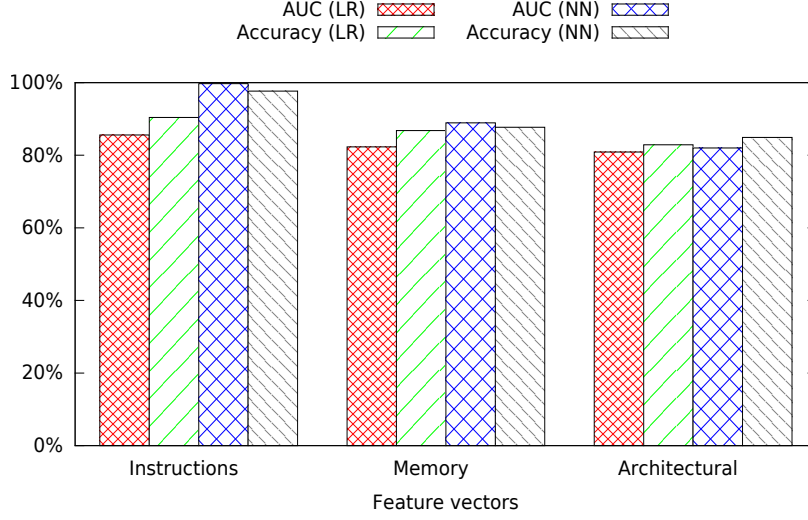 AUC (LR) AUC (NN)
Accuracy (LR) Accuracy (NN)
100%
80%
60%
40%
20%
0%
Instructions Memory Architectural
Feature vectors